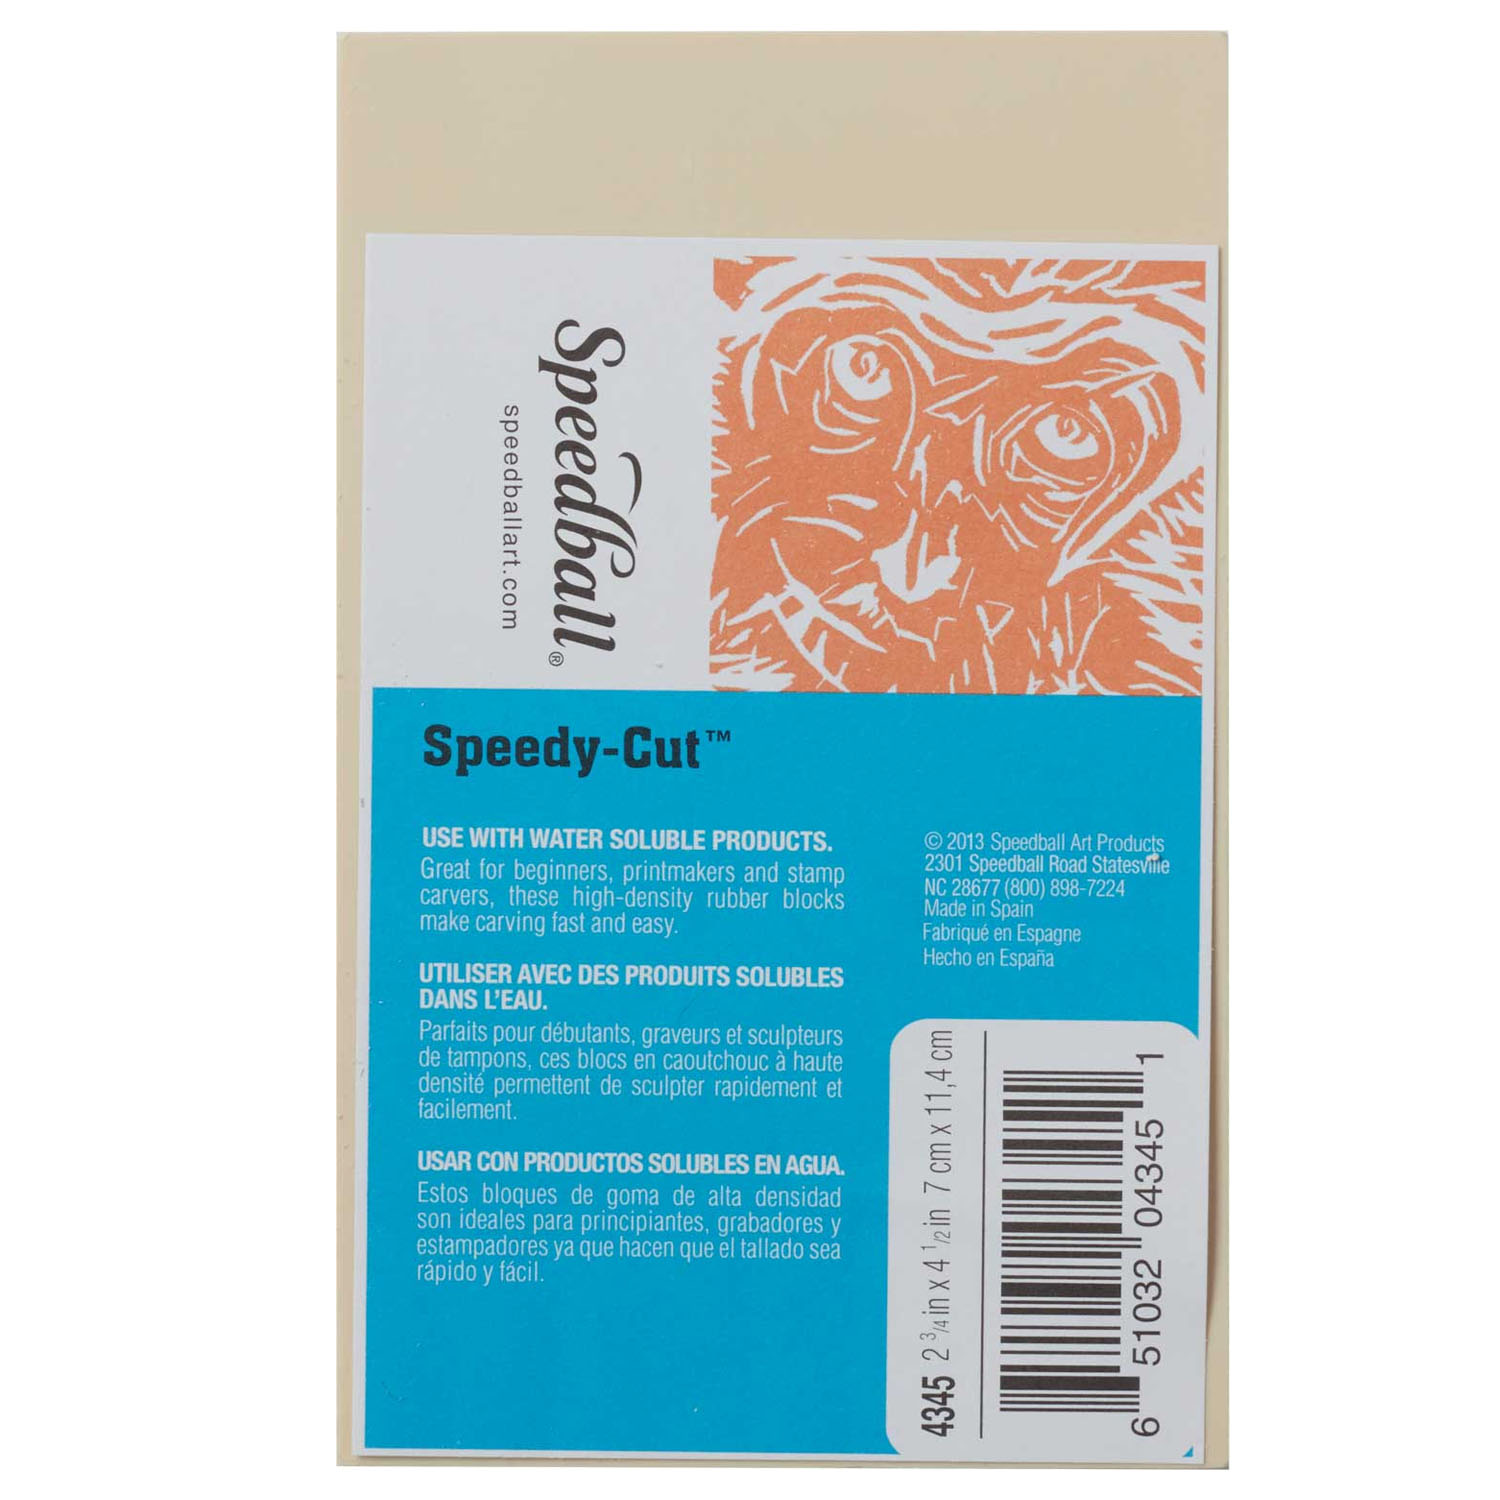 Speedball®
speedballart.com
Speedy-Cut™
USE WITH WATER SOLUBLE PRODUCTS.
Great for beginners, printmakers and stamp
carvers, these high-density rubber blocks
make carving fast and easy.
UTILISER AVEC DES PRODUITS SOLUBLES
DANS L'EAU.
Parfaits pour débutants, graveurs et sculpteurs
de tampons, ces blocs en caoutchouc à haute
densité permettent de sculpter rapidement et
facilement.
USAR CON PRODUCTOS SOLUBLES EN AGUA.
Estos bloques de goma de alta densidad
son ideales para principiantes, grabadores y
estampadores ya que hacen que el tallado sea
rápido y fácil.
© 2013 Speedball Art Products
2301 Speedball Road Statesville
NC 28677 (800) 898-7224
Made in Spain
Fabriqué en Espagne
Hecho en España
4345 2 3/4 in x 4 1/2 in 7 cm x 11,4 cm
6 51032 04345 1